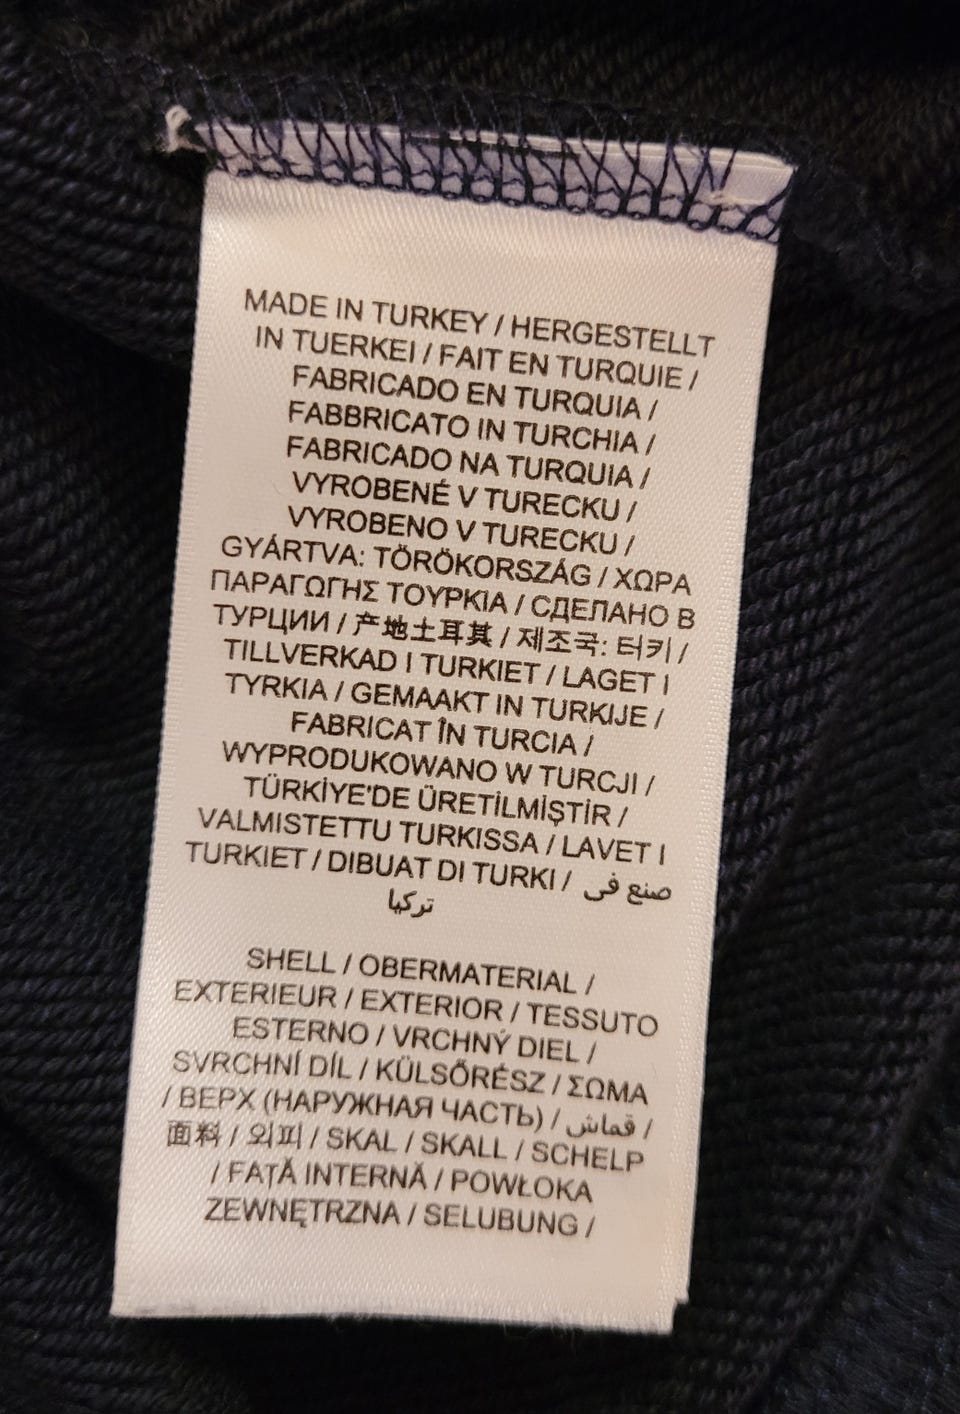 MADE IN TURKEY / HERGESTELLT
IN TUERKEI / FAIT EN TURQUIE /
FABRICADO EN TURQUIA /
FABBRICATO IN TURCHIA /
FABRICADO NA TURQUIA /
VYROBENÉ V TURECKU /
VYROBENO V TURECKU /
GYÁRTVA: TÖRÖKORSZÁG / ΧΩΡΑ
ΠΑΡΑΓΩΓΗΣ ΤΟΥΡΚΙΑ / СДЕЛАНО В
ТУРЦИИ / 产地土耳其 / 제조국: 터키 /
TILLVERKAD I TURKIET / LAGET I
TYRKIA / GEMAAKT IN TURKIJE /
FABRICAT ÎN TURCIA /
WYPRODUKOWANO W TURCJI /
TÜRKİYE'DE ÜRETİLMİŞTİR /
VALMISTETTU TURKISSA / LAVET I
TURKIET / DIBUAT DI TURKI / صنع في
تركيا
SHELL / OBERMATERIAL /
EXTERIEUR / EXTERIOR / TESSUTO
ESTERNO / VRCHNÝ DIEL /
SVRCHNÍ DÍL / KÜLSŐRÉSZ / ΣΩΜΑ
/ ВЕРХ (НАРУЖНАЯ ЧАСТЬ) / قماش /
面料 / 외피 / SKAL / SKALL / SCHELP
/ FAȚĂ INTERNĂ / POWŁOKA
ZEWNĘTRZNA / SELUBUNG /